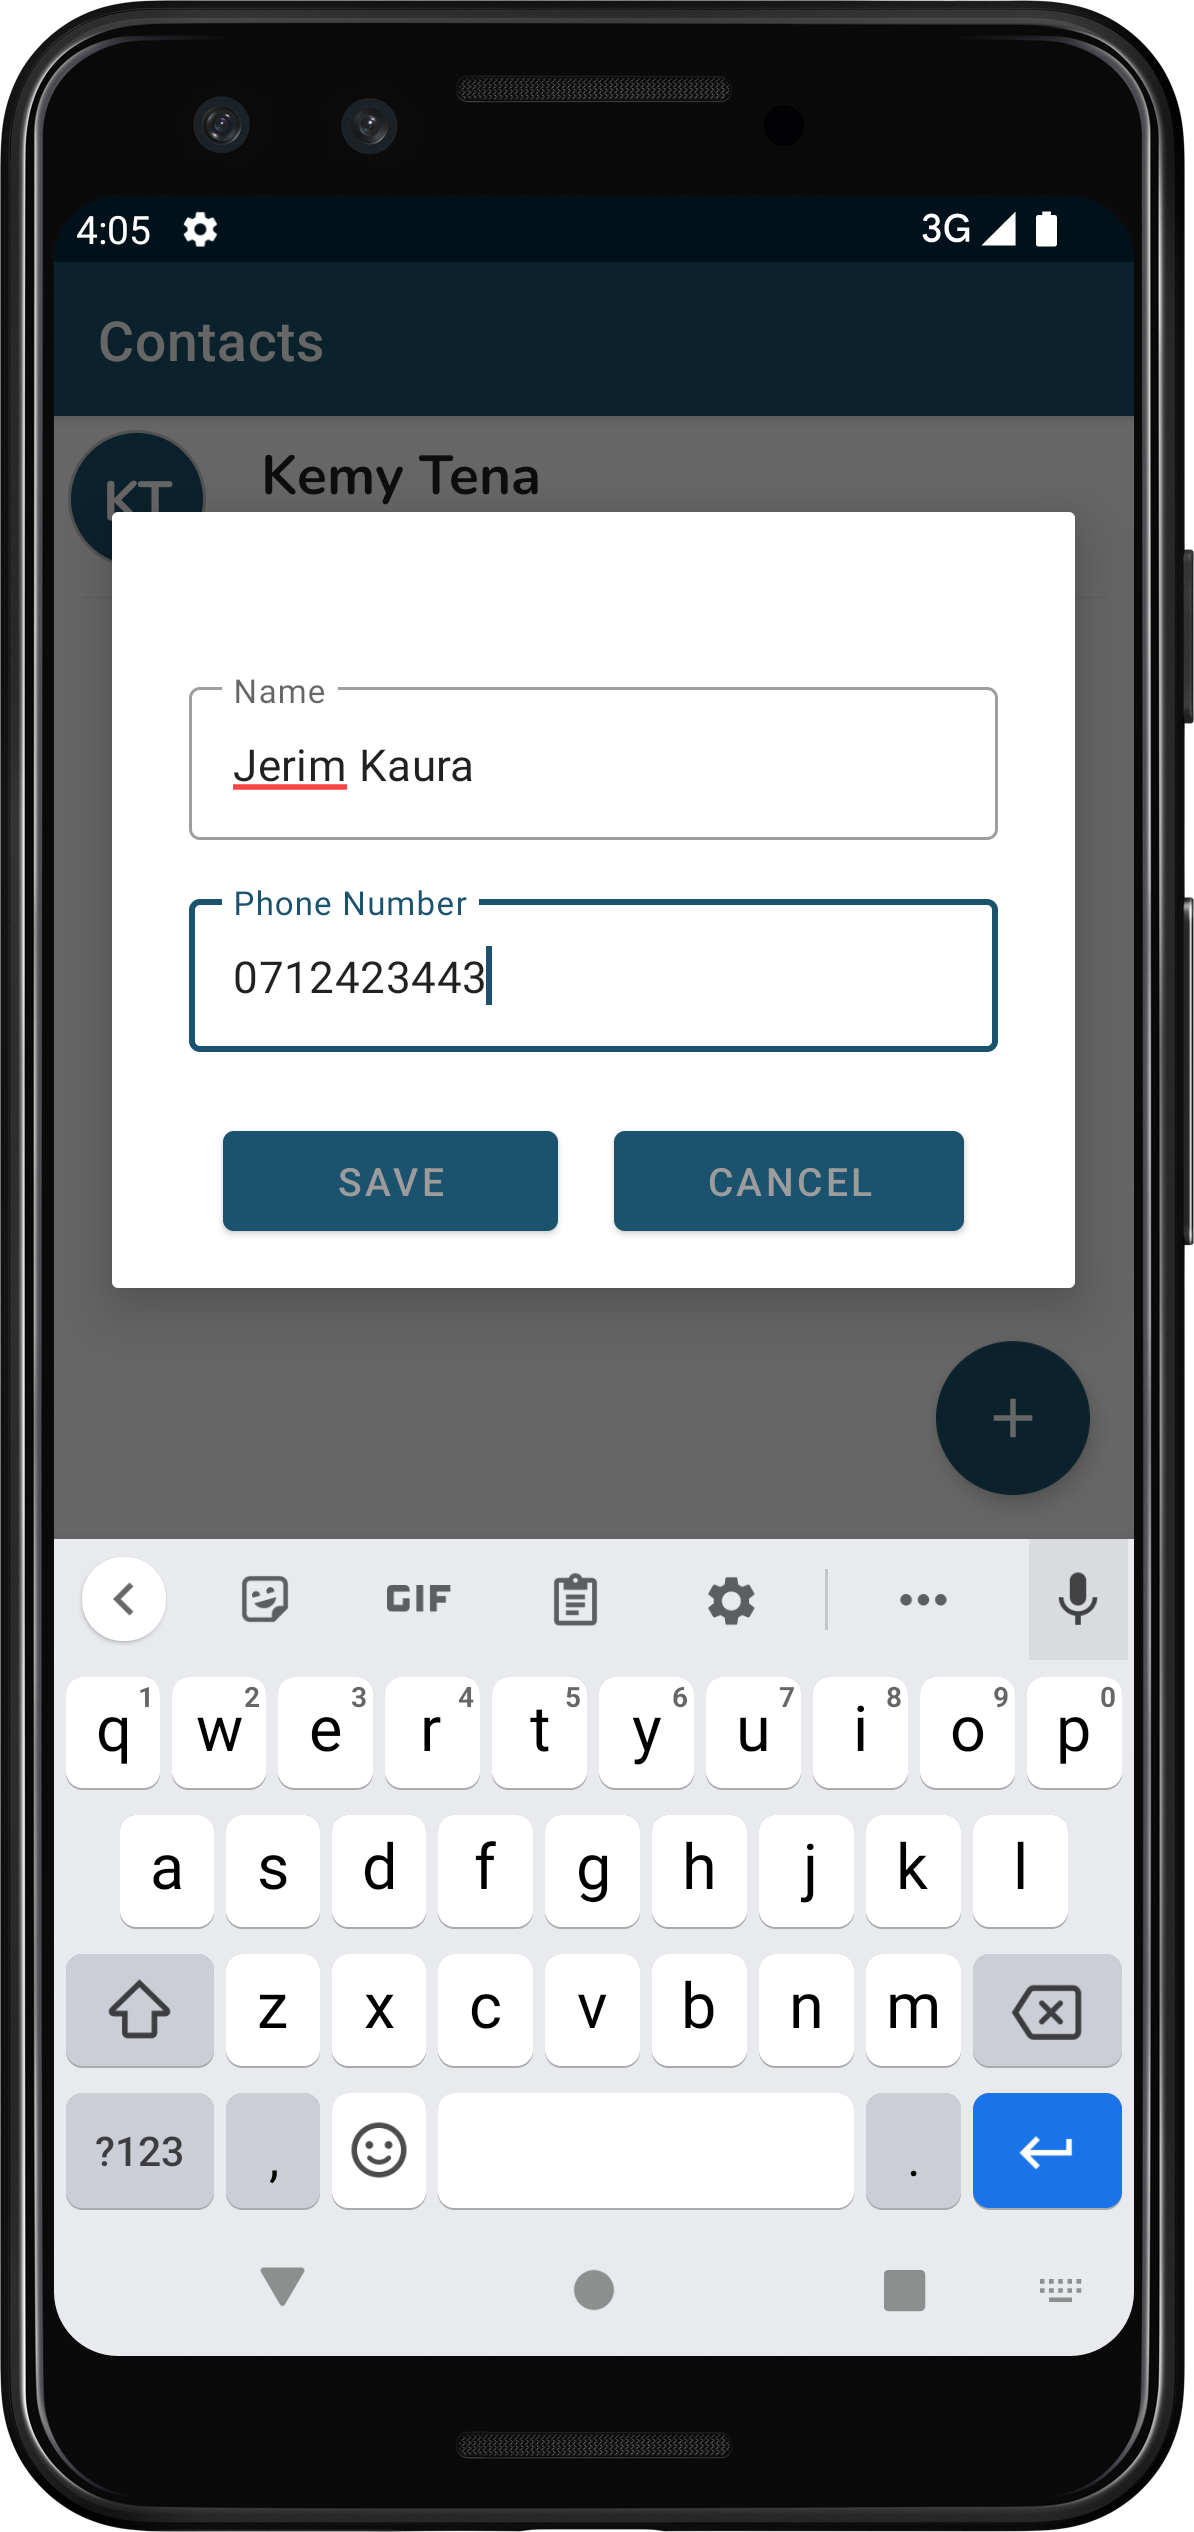 4:05 3G
Contacts
KT Kemy Tena
Name
Jerim Kaura
Phone Number
0712423443
SAVE CANCEL
+
GIF
q 1 w 2 e 3 r 4 t 5 y 6 u 7 i 8 o 9 p 0
a s d f g h j k l
z x c v b n m
?123 , .